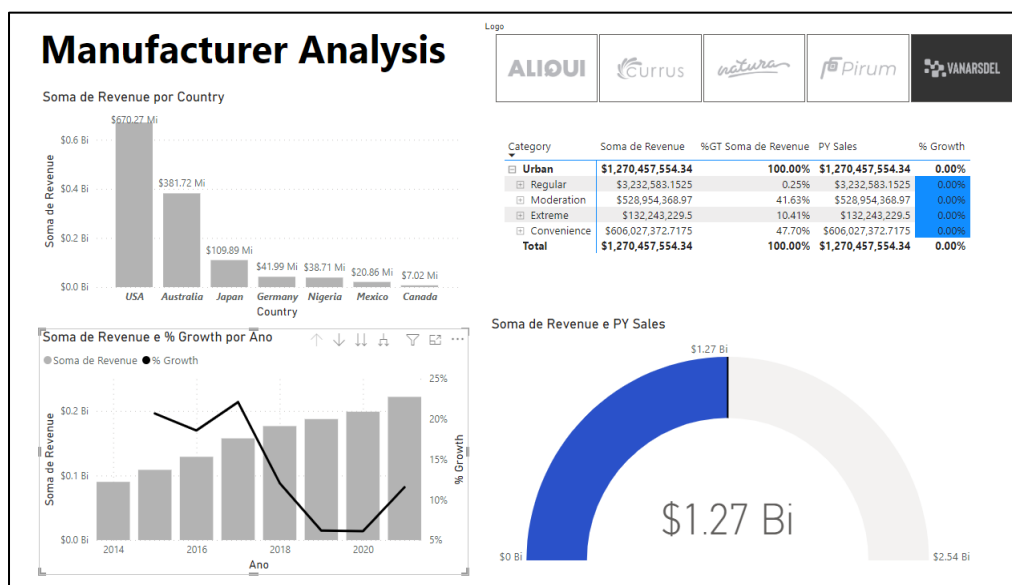 Manufacturer Analysis
Logo
ALIQUI
currus
natura
Pirum
VANARSDEL
Soma de Revenue por Country
Soma de Revenue
$0.6 Bi
$0.4 Bi
$0.2 Bi
$0.0 Bi
$670.27 Mi
$381.72 Mi
$109.89 Mi
$41.99 Mi
$38.71 Mi
$20.86 Mi
$7.02 Mi
USA Australia Japan Germany Nigeria Mexico Canada
Country
Category Soma de Revenue %GT Soma de Revenue PY Sales % Growth
Urban $1,270,457,554.34 100.00% $1,270,457,554.34 0.00%
Regular $3,232,583.1525 0.25% $3,232,583.1525 0.00%
Moderation $528,954,368.97 41.63% $528,954,368.97 0.00%
Extreme $132,243,229.5 10.41% $132,243,229.5 0.00%
Convenience $606,027,372.7175 47.70% $606,027,372.7175 0.00%
Total $1,270,457,554.34 100.00% $1,270,457,554.34 0.00%
Soma de Revenue e % Growth por Ano
Soma de Revenue % Growth
Soma de Revenue
$0.2 Bi
$0.1 Bi
$0.0 Bi
25%
20%
15%
10%
5%
% Growth
2014 2016 2018 2020
Ano
Soma de Revenue e PY Sales
$1.27 Bi
$1.27 Bi
$0 Bi
$2.54 Bi